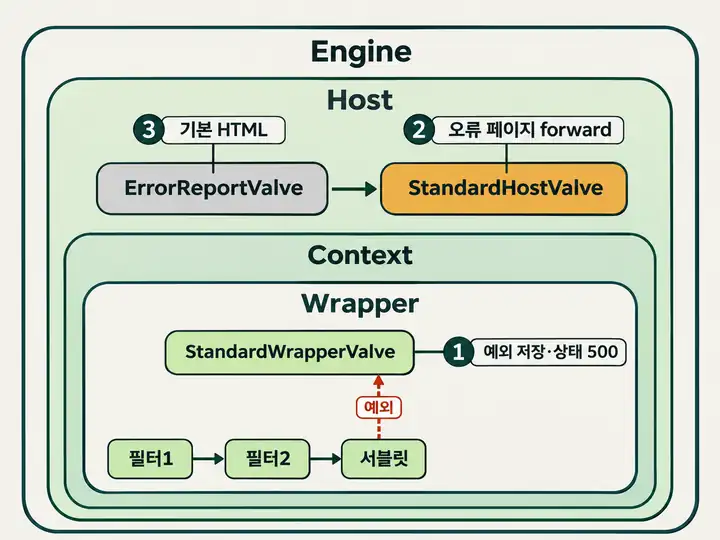 Engine
Host
3 기본 HTML
2 오류 페이지 forward
ErrorReportValve
StandardHostValve
Context
Wrapper
StandardWrapperValve
1 예외 저장·상태 500
예외
필터1
필터2
서블릿